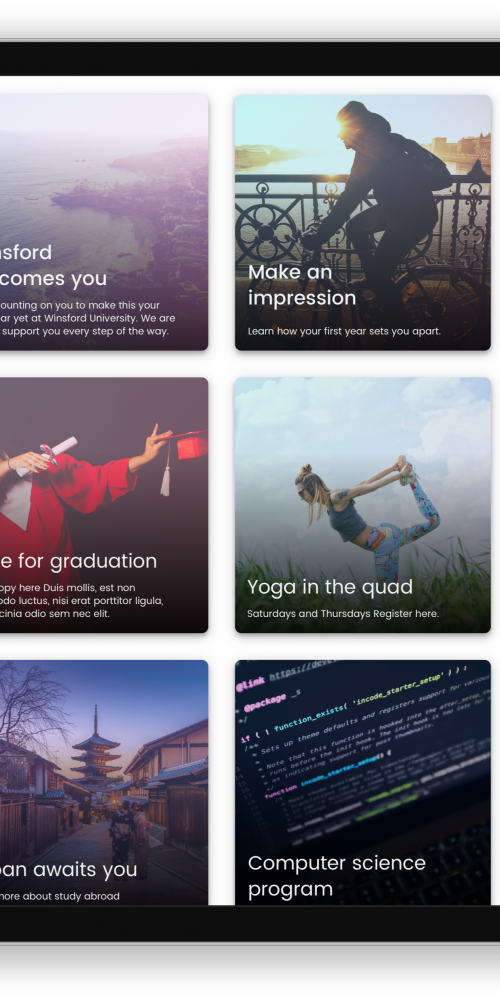 nsford
comes you
ounting on you to make this your
ar yet at Winsford University. We are
support you every step of the way.
Make an
impression
Learn how your first year sets you apart.
e for graduation
opy here Duis mollis, est non
odo luctus, nisi erat porttitor ligula,
cinia odio sem nec elit.
Yoga in the quad
Saturdays and Thursdays Register here.
pan awaits you
more about study abroad
@link https://deve
* @package _s
*/
if ( ! function_exists( 'incode_starter_setup' ) ) :
/**
* Sets up theme defaults and registers support for various
*
* Note that this function is hooked into the after_setup_the
* runs before the init hook. The init hook is too late for
* as indicating support for post thumbnails.
*/
function incode_starter_setup() {
Computer science
program